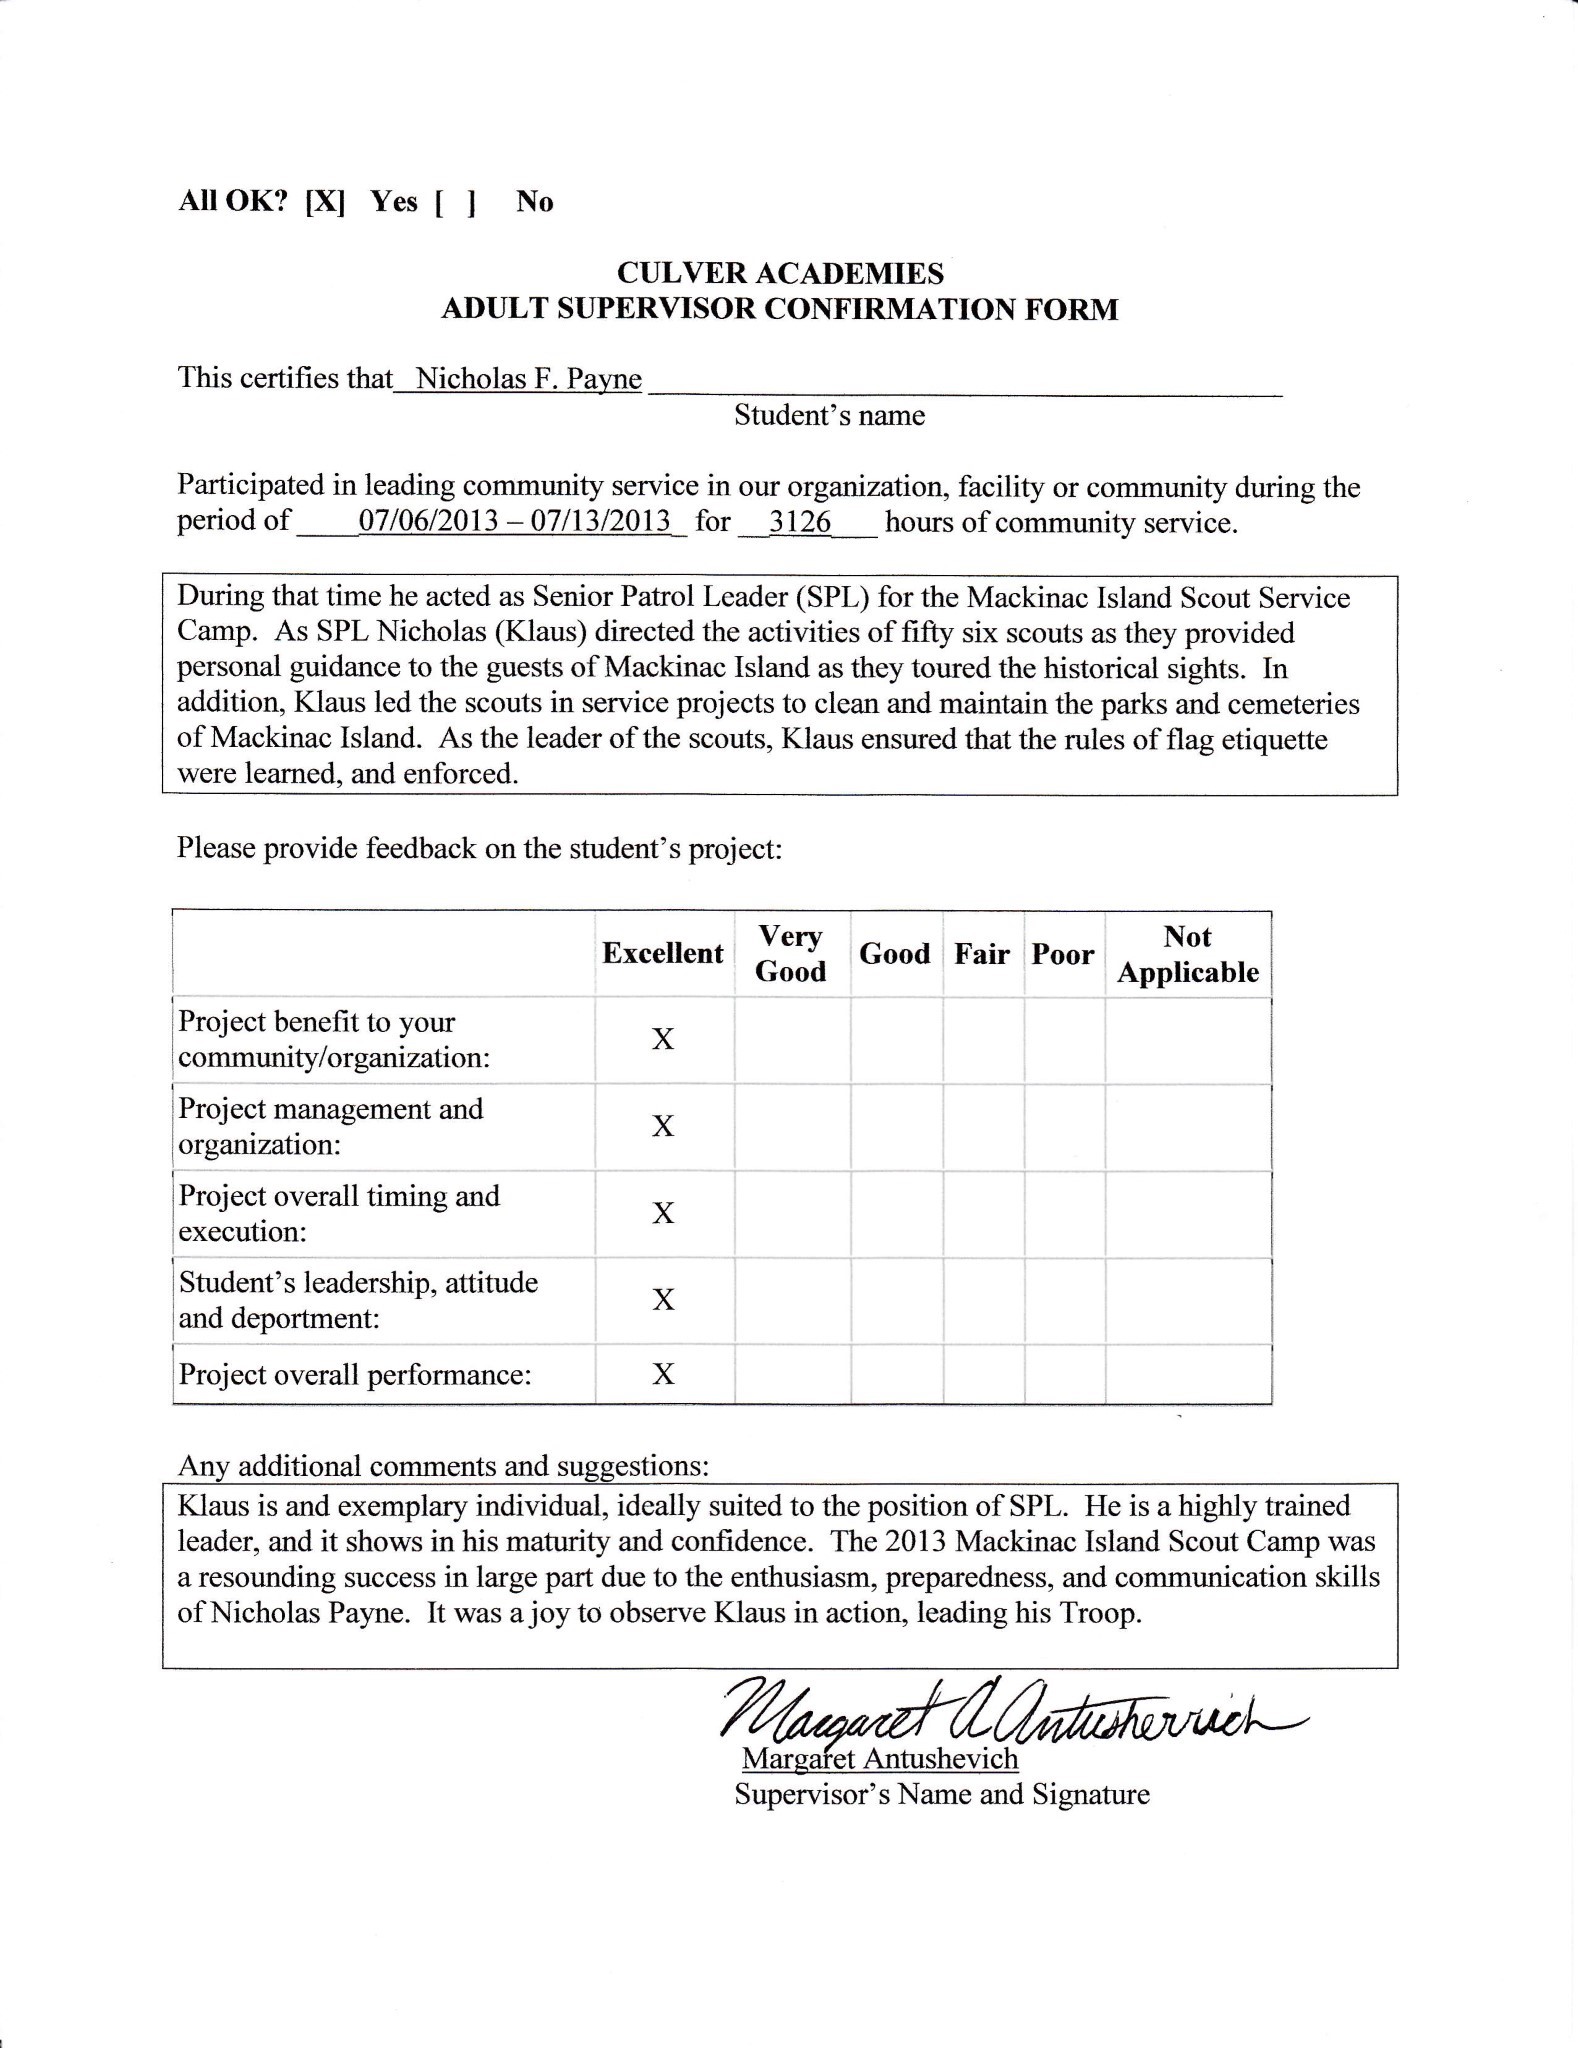 All OK? [X] Yes [ ] No
CULVER ACADEMIES
ADULT SUPERVISOR CONFIRMATION FORM
This certifies that Nicholas F. Payne
Student's name
Participated in leading community service in our organization, facility or community during the
period of 07/06/2013 – 07/13/2013 for 3126 hours of community service.
During that time he acted as Senior Patrol Leader (SPL) for the Mackinac Island Scout Service
Camp. As SPL Nicholas (Klaus) directed the activities of fifty six scouts as they provided
personal guidance to the guests of Mackinac Island as they toured the historical sights. In
addition, Klaus led the scouts in service projects to clean and maintain the parks and cemeteries
of Mackinac Island. As the leader of the scouts, Klaus ensured that the rules of flag etiquette
were learned, and enforced.
Please provide feedback on the student's project:
Excellent Very Good Good Fair Poor Not Applicable
Project benefit to your
community/organization: X
Project management and
organization: X
Project overall timing and
execution: X
Student's leadership, attitude
and deportment: X
Project overall performance: X
Any additional comments and suggestions:
Klaus is and exemplary individual, ideally suited to the position of SPL. He is a highly trained
leader, and it shows in his maturity and confidence. The 2013 Mackinac Island Scout Camp was
a resounding success in large part due to the enthusiasm, preparedness, and communication skills
of Nicholas Payne. It was a joy to observe Klaus in action, leading his Troop.
Margaret A Antushevich
Margaret Antushevich
Supervisor's Name and Signature